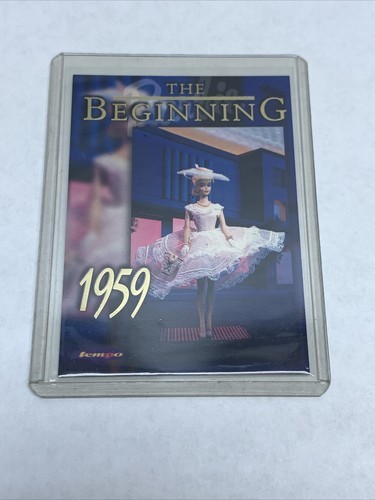 THE
BEGINNING
1959
tempo